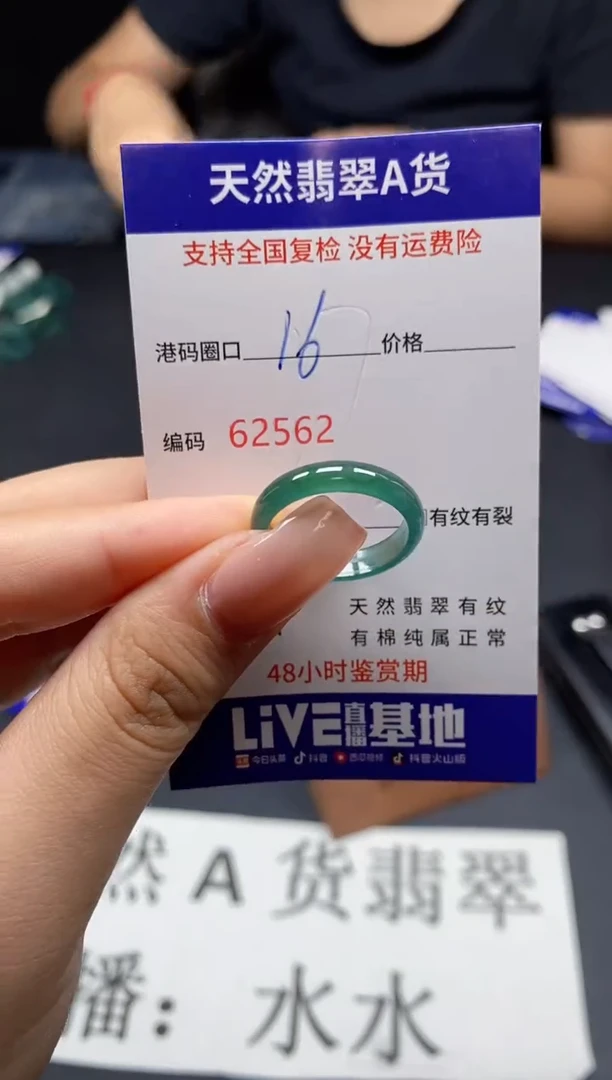 天然翡翠A货
支持全国复检 没有运费险
港码圈口 16 价格
编码 62562
有纹有裂
天然翡翠有纹
有棉纯属正常
48小时鉴赏期
LiVE直播基地
今日头条 抖音 西瓜视频 抖音火山版
然A货翡翠
播：水水